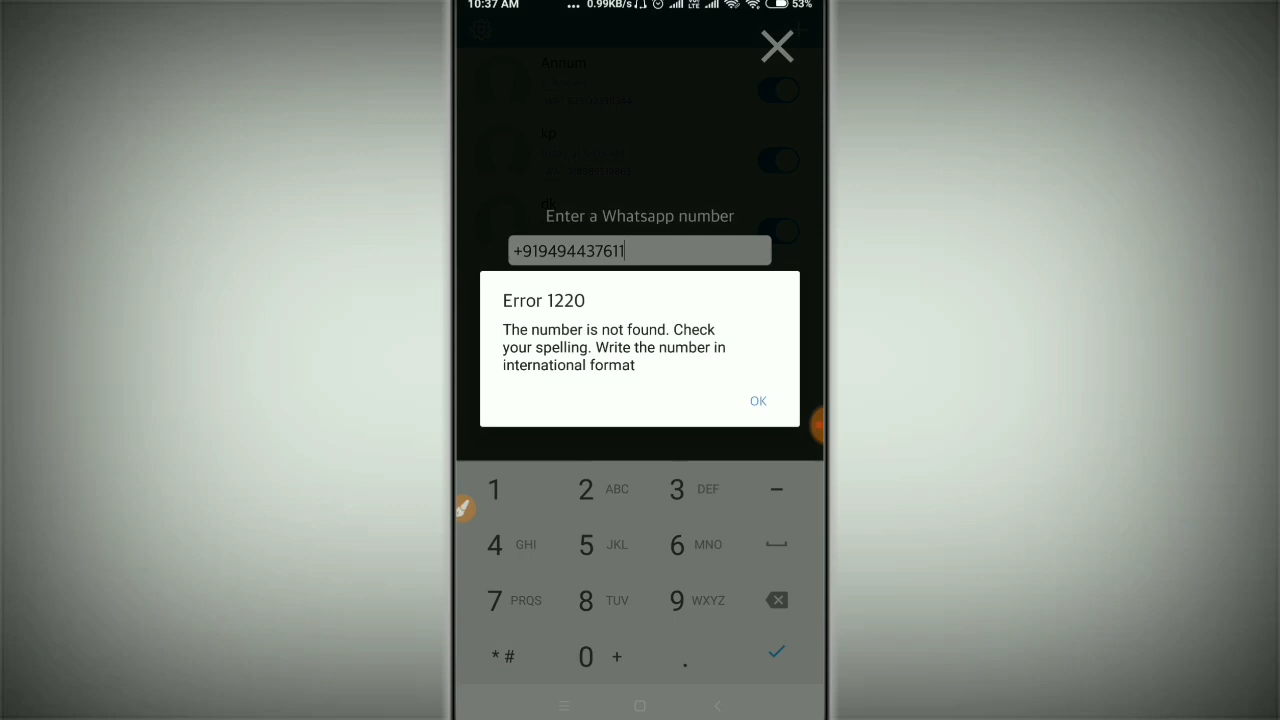 10:37 AM ... 0.99KB/s 53%
Annum
kp
dk
Enter a Whatsapp number
+919494437611
Error 1220
The number is not found. Check
your spelling. Write the number in
international format
OK
1 2 ABC 3 DEF -
4 GHI 5 JKL 6 MNO
7 PRQS 8 TUV 9 WXYZ
* # 0 + .